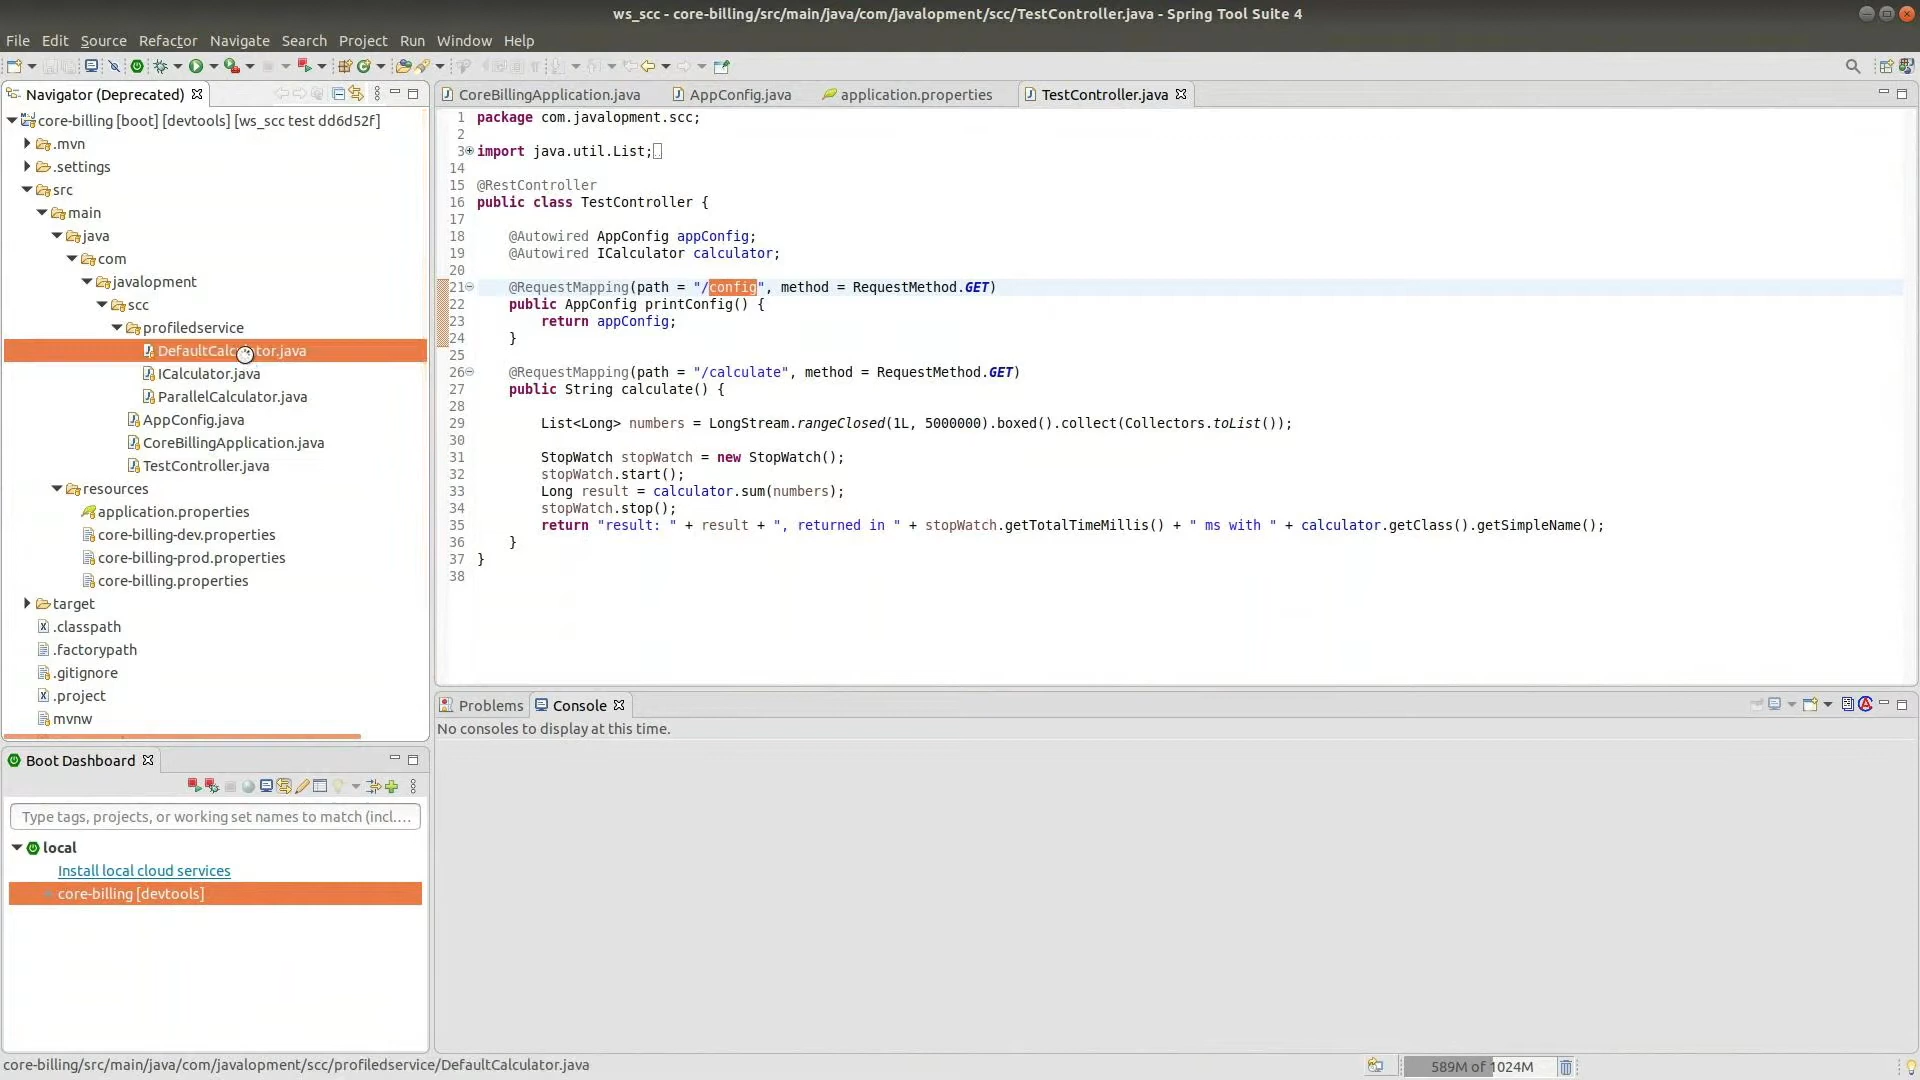 ws_scc - core-billing/src/main/java/com/javalopment/scc/TestController.java - Spring Tool Suite 4
File Edit Source Refactor Navigate Search Project Run Window Help
Navigator (Deprecated)
core-billing [boot] [devtools] [ws_scc test dd6d52f]
.mvn
.settings
src
main
java
com
javalopment
scc
profiledservice
DefaultCalculator.java
ICalculator.java
ParallelCalculator.java
AppConfig.java
CoreBillingApplication.java
TestController.java
resources
application.properties
core-billing-dev.properties
core-billing-prod.properties
core-billing.properties
target
.classpath
.factorypath
.gitignore
.project
mvnw
CoreBillingApplication.java AppConfig.java application.properties TestController.java
1 package com.javalopment.scc;
2
3 import java.util.List;
14
15 @RestController
16 public class TestController {
17
18 @Autowired AppConfig appConfig;
19 @Autowired ICalculator calculator;
20
21 @RequestMapping(path = "/config", method = RequestMethod.GET)
22 public AppConfig printConfig() {
23 return appConfig;
24 }
25
26 @RequestMapping(path = "/calculate", method = RequestMethod.GET)
27 public String calculate() {
28
29 List<Long> numbers = LongStream.rangeClosed(1L, 5000000).boxed().collect(Collectors.toList());
30
31 StopWatch stopWatch = new StopWatch();
32 stopWatch.start();
33 Long result = calculator.sum(numbers);
34 stopWatch.stop();
35 return "result: " + result + ", returned in " + stopWatch.getTotalTimeMillis() + " ms with " + calculator.getClass().getSimpleName();
36 }
37 }
38
Problems Console
No consoles to display at this time.
Boot Dashboard
Type tags, projects, or working set names to match (incl....
local
Install local cloud services
core-billing [devtools]
core-billing/src/main/java/com/javalopment/scc/profiledservice/DefaultCalculator.java
589M of 1024M